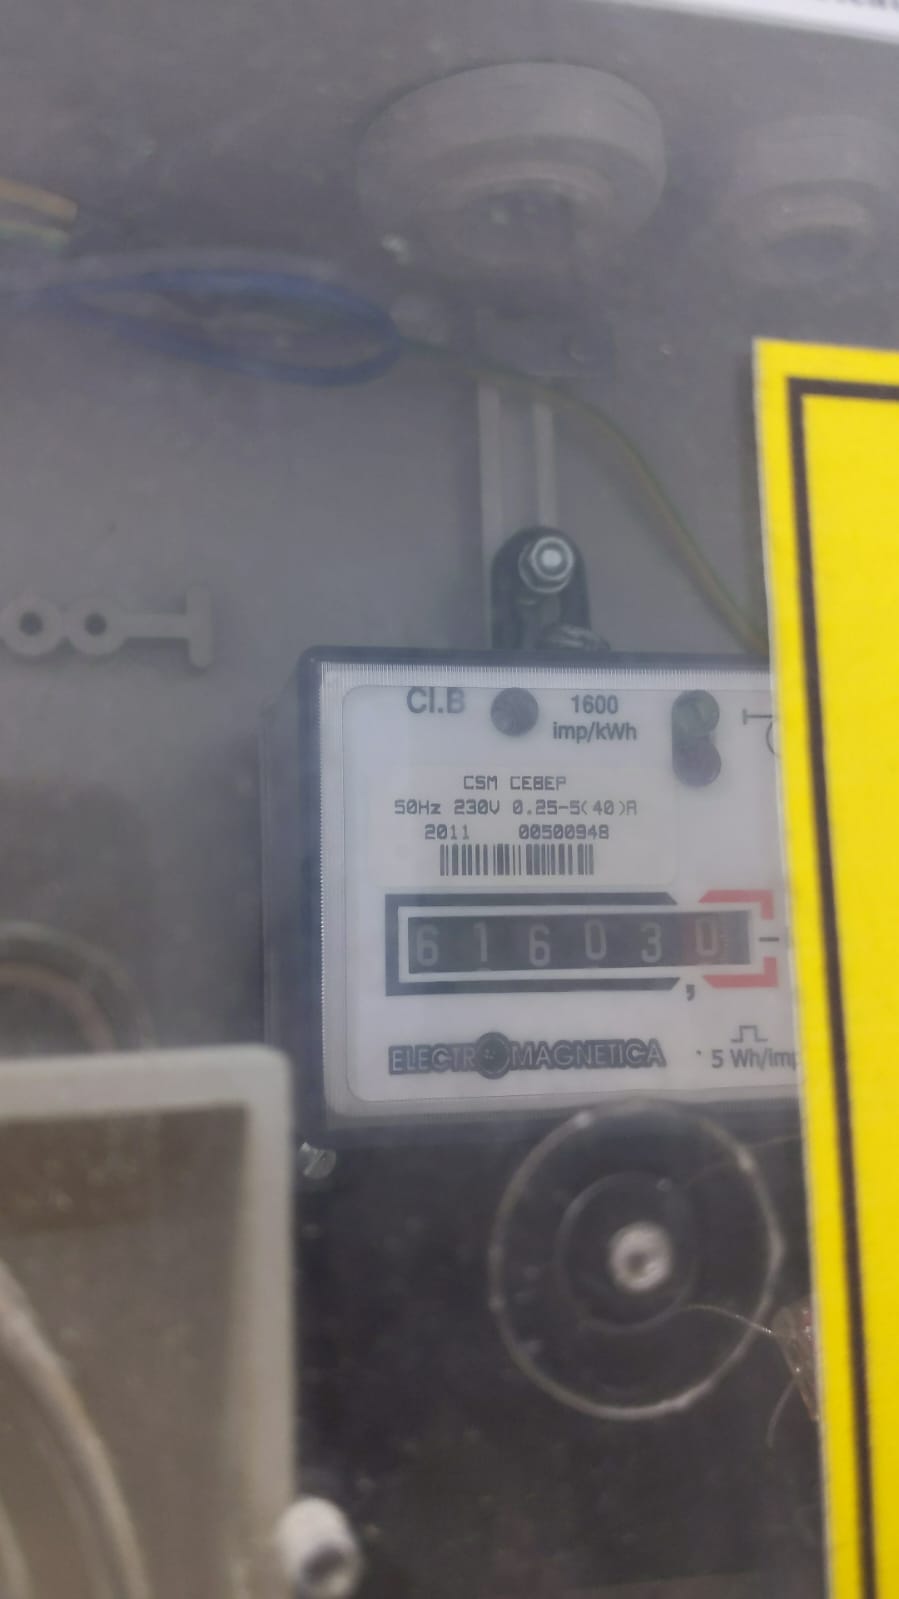 Cl.B
1600
imp/kWh
CSM CEBEP
50Hz 230V 0.25-5(40)A
2011 00500948
6 1 6 0 3 0
,
ELECTROMAGNETICA
5 Wh/imp